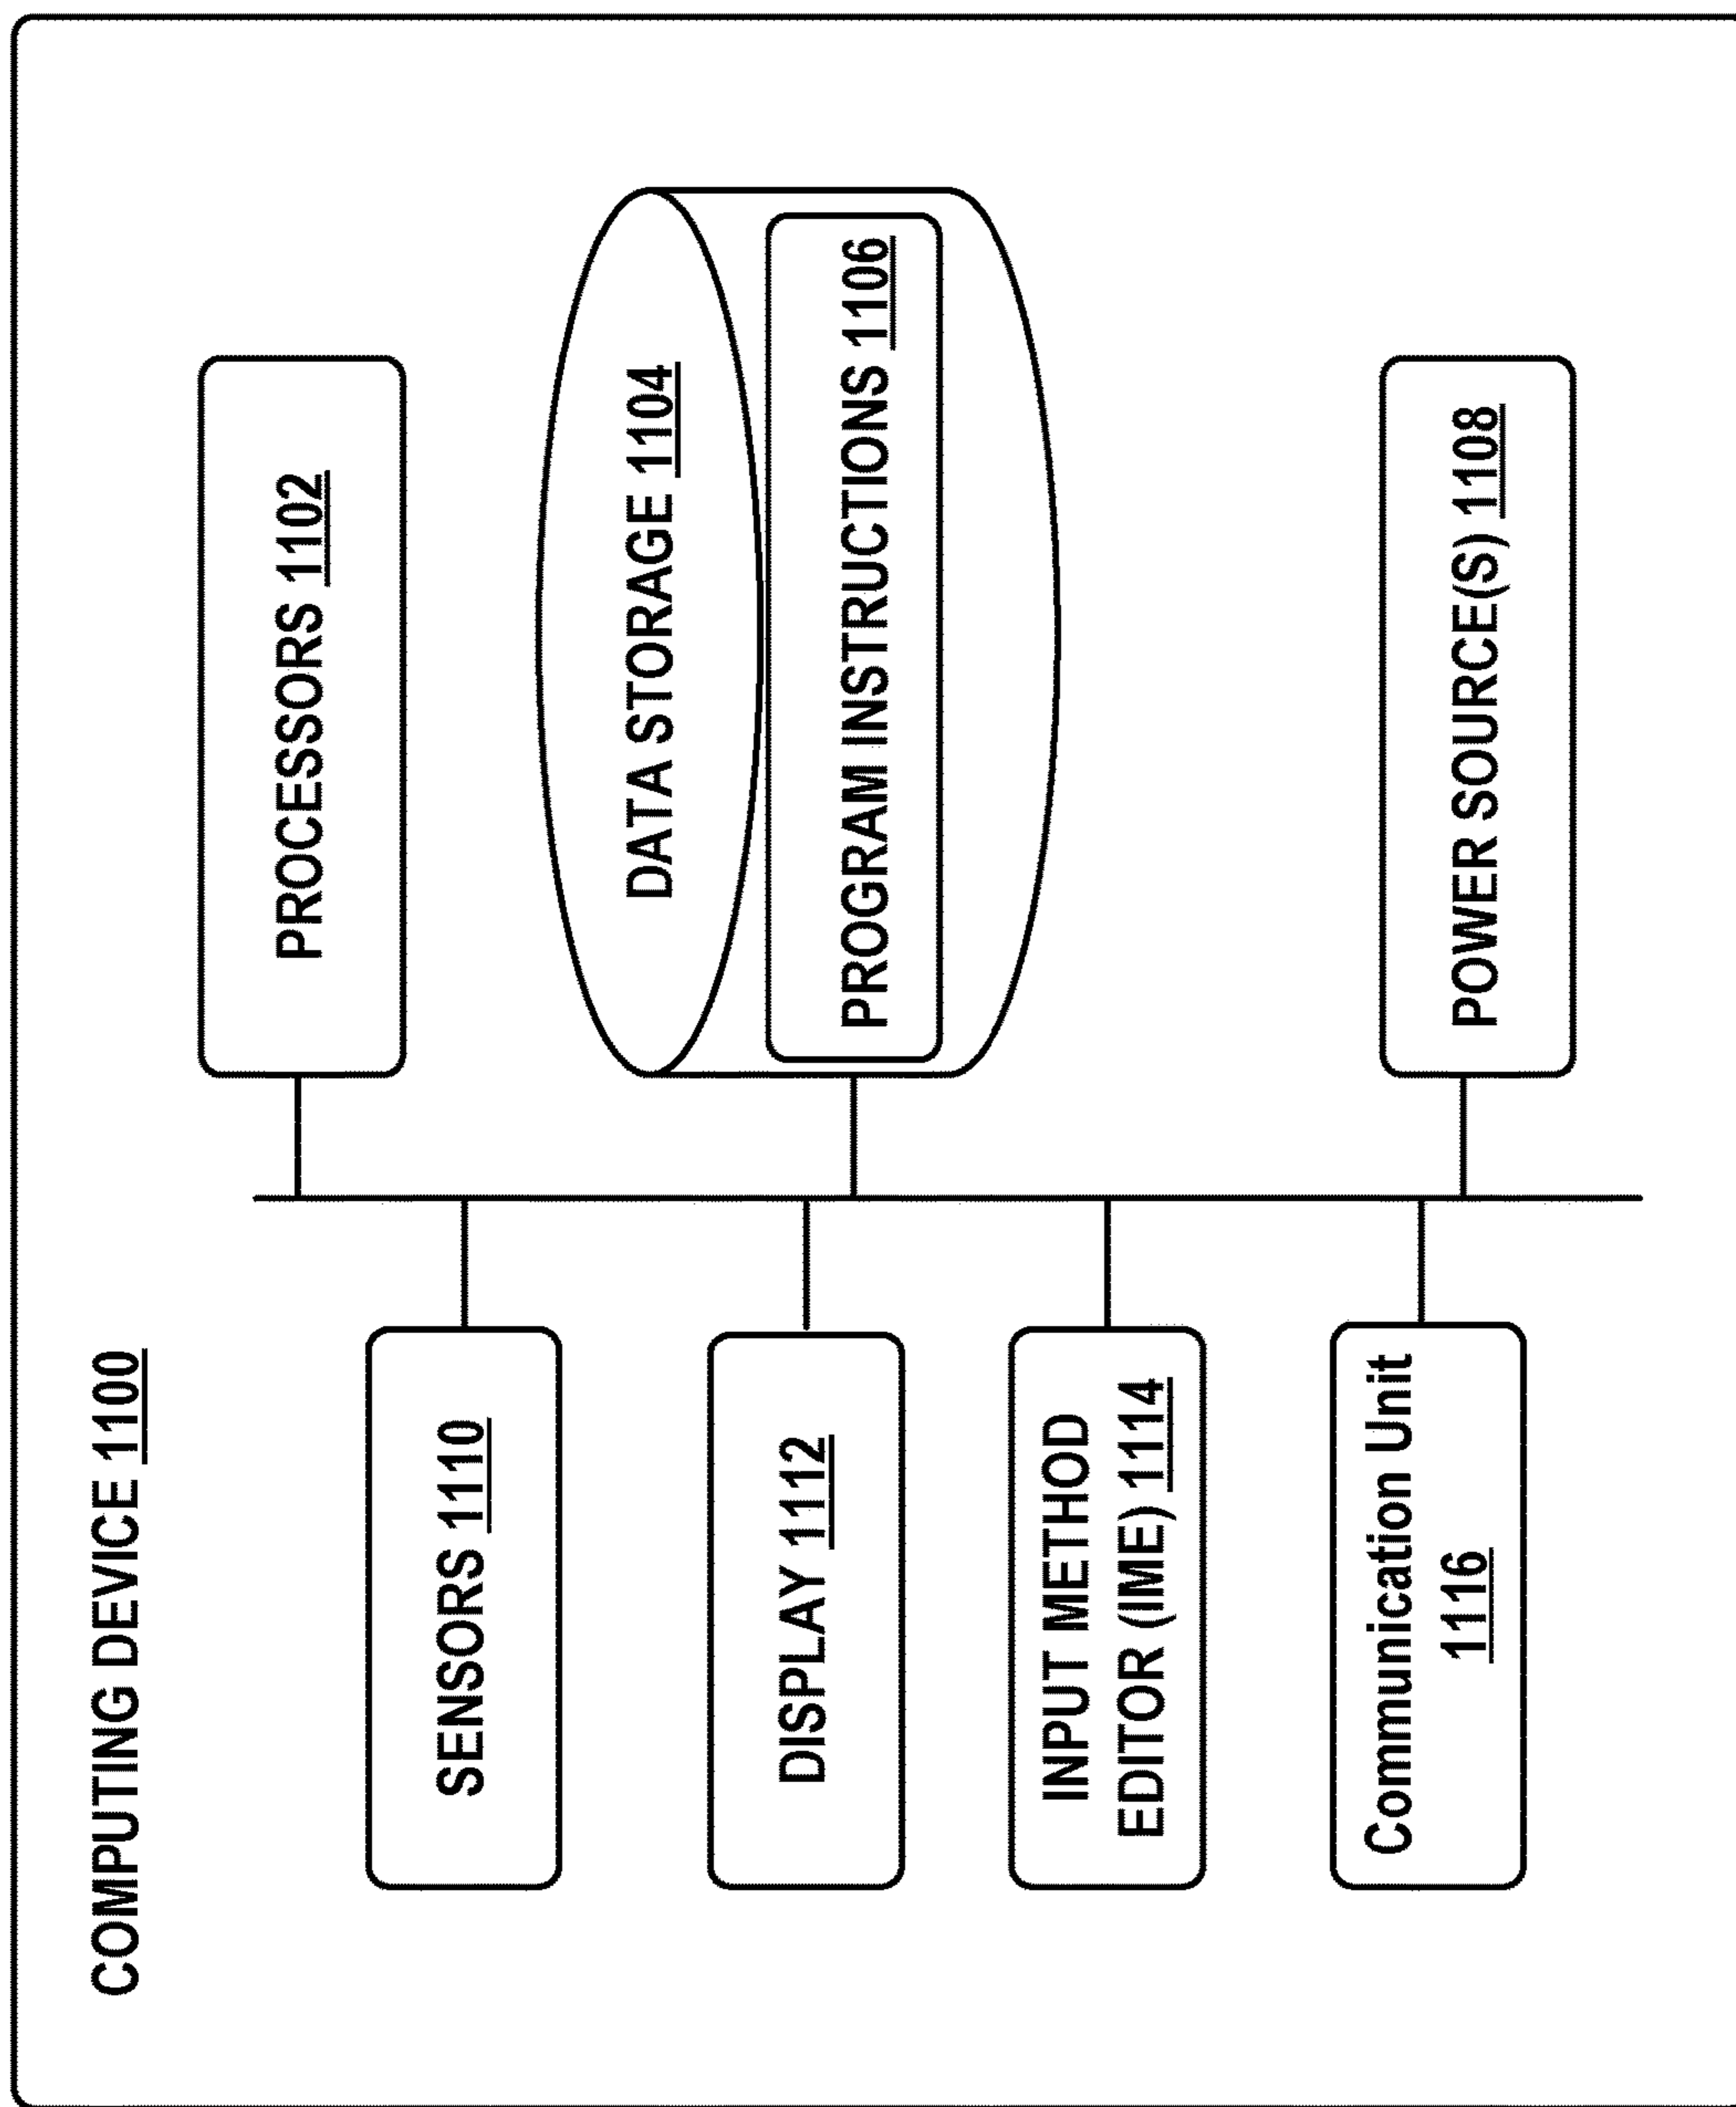 COMPUTING DEVICE 1100
SENSORS 1110
DISPLAY 1112
INPUT METHOD
EDITOR (IME) 1114
Communication Unit
1116
PROCESSORS 1102
DATA STORAGE 1104
PROGRAM INSTRUCTIONS 1106
POWER SOURCE(S) 1108